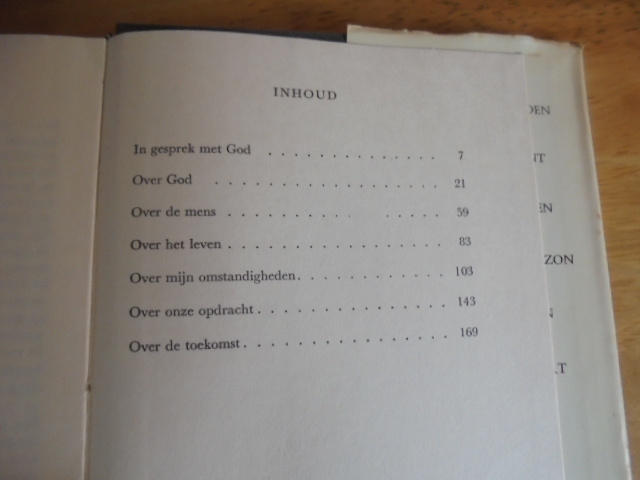 INHOUD
In gesprek met God . . . . . . . . . . . . . . 7
Over God . . . . . . . . . . . . . . . . . . 21
Over de mens . . . . . . . . . . . . . . 59
Over het leven . . . . . . . . . . . . . . . . . 83
Over mijn omstandigheden . . . . . . . . . . . . 103
Over onze opdracht . . . . . . . . . . . . . . . 143
Over de toekomst . . . . . . . . . . . . . . . . 169